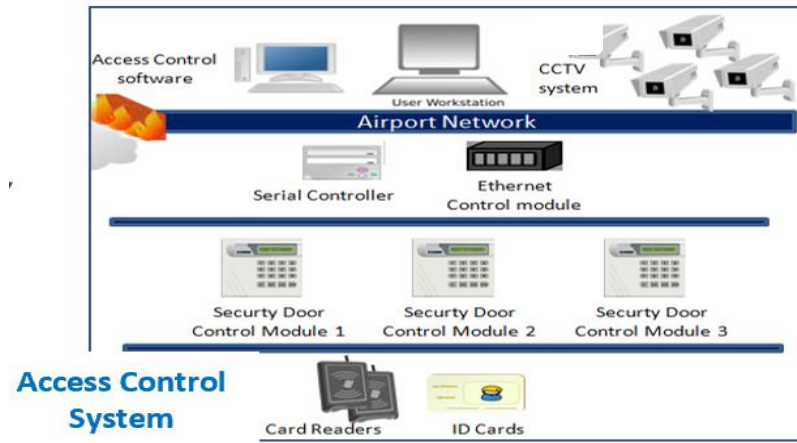 Access Control
software
User Workstation
CCTV
system
Airport Network
Serial Controller
Ethernet
Control module
Securty Door
Control Module 1
Securty Door
Control Module 2
Securty Door
Control Module 3
Access Control
System
Card Readers
ID Cards